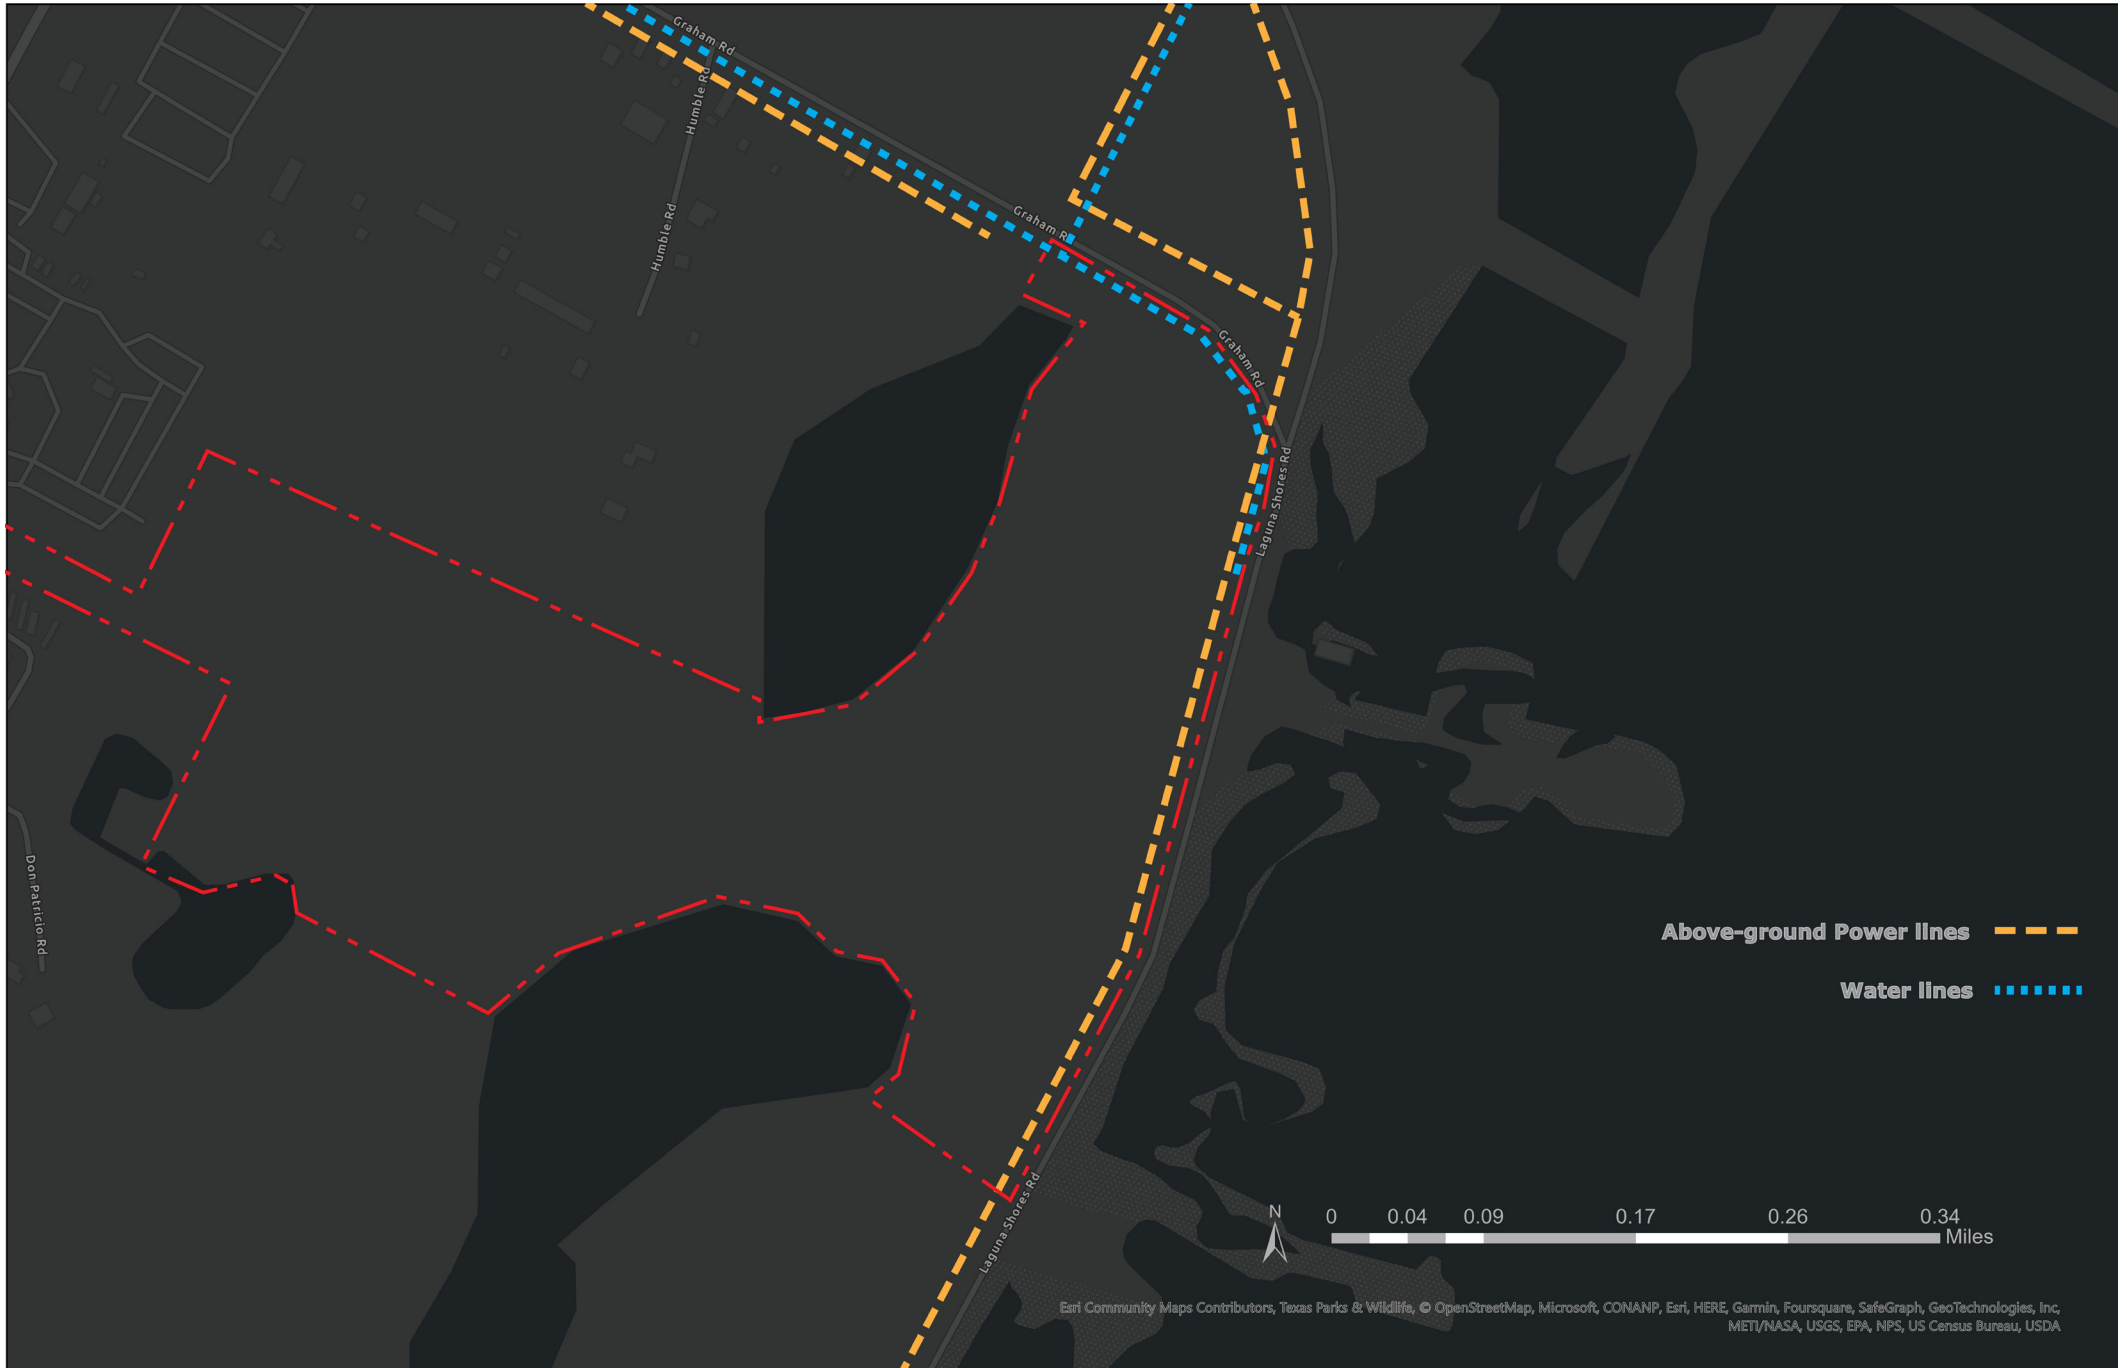 Graham Rd
Humble Rd
Humble Rd
Graham R
Graham Rd
Laguna Shores Rd
Don Patricio Rd
Above-ground Power lines
Water lines
Laguna Shores Rd
N
0 0.04 0.09 0.17 0.26 0.34
Miles
Esri Community Maps Contributors, Texas Parks & Wildlife, © OpenStreetMap, Microsoft, CONANP, Esri, HERE, Garmin, Foursquare, SafeGraph, GeoTechnologies, Inc,
METI/NASA, USGS, EPA, NPS, US Census Bureau, USDA